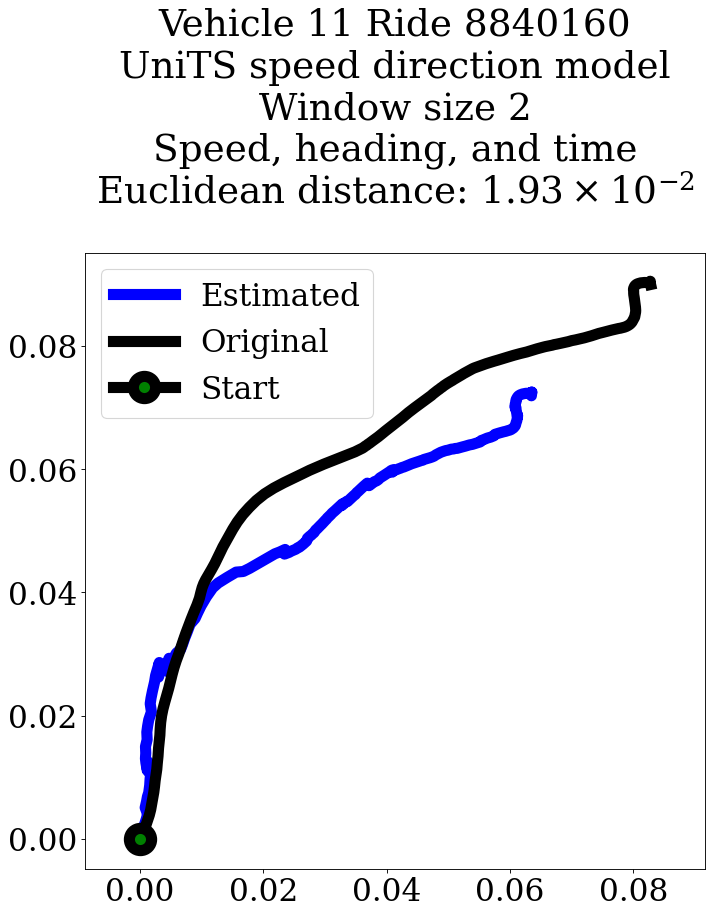 Vehicle 11 Ride 8840160
UniTS speed direction model
Window size 2
Speed, heading, and time
Euclidean distance: 1.93 × 10⁻²
Estimated
Original
Start
0.08
0.06
0.04
0.02
0.00
0.00 0.02 0.04 0.06 0.08